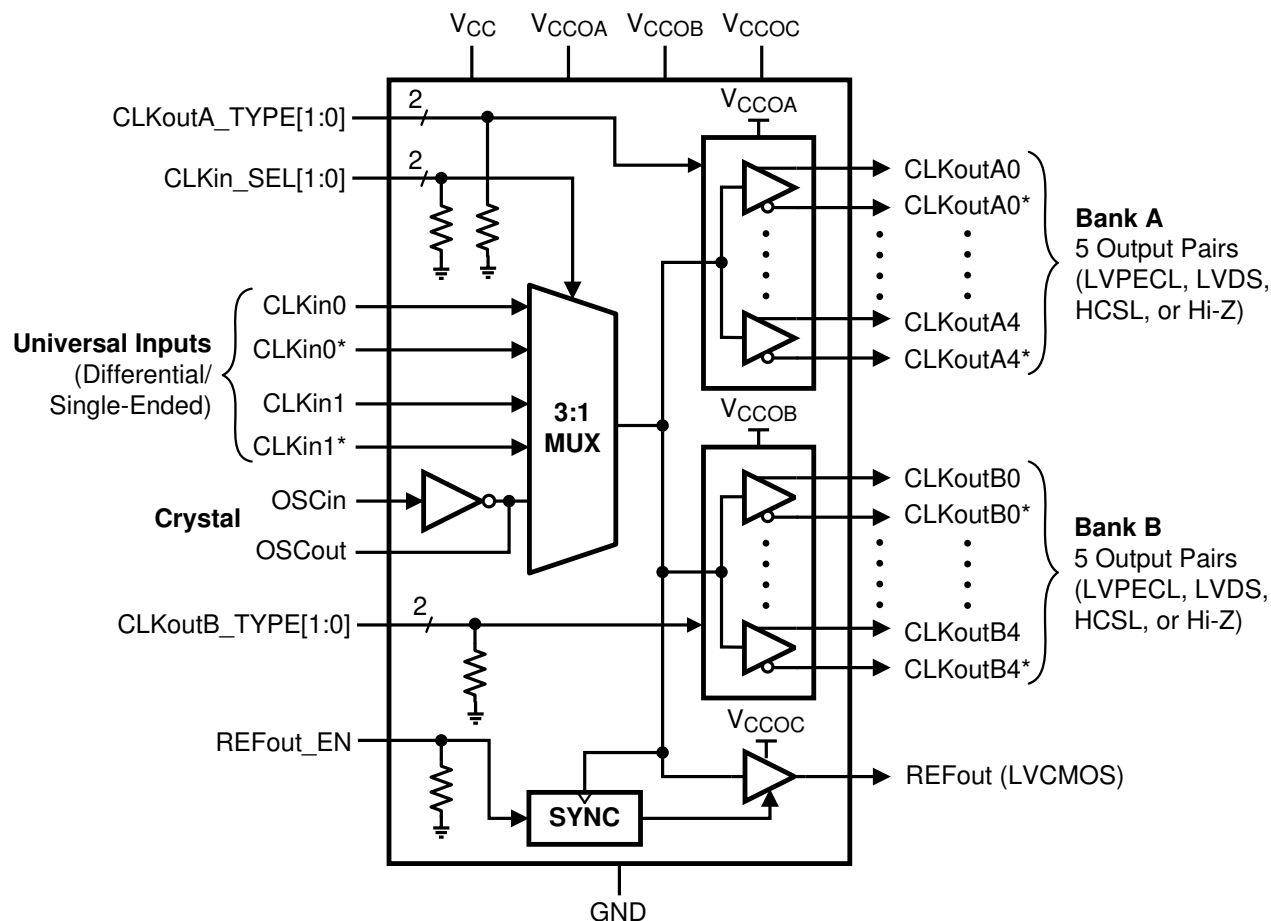 VCC
VCCOA
VCCOB
VCCOC
CLKoutA_TYPE[1:0]
2
CLKin_SEL[1:0]
2
VCCOA
CLKoutA0
CLKoutA0*
CLKoutA4
CLKoutA4*
Bank A
5 Output Pairs
(LVPECL, LVDS,
HCSL, or Hi-Z)
Universal Inputs
(Differential/
Single-Ended)
CLKin0
CLKin0*
CLKin1
CLKin1*
3:1
MUX
Crystal
OSCin
OSCout
VCCOB
CLKoutB0
CLKoutB0*
CLKoutB4
CLKoutB4*
Bank B
5 Output Pairs
(LVPECL, LVDS,
HCSL, or Hi-Z)
CLKoutB_TYPE[1:0]
2
REFout_EN
SYNC
VCCOC
REFout (LVCMOS)
GND